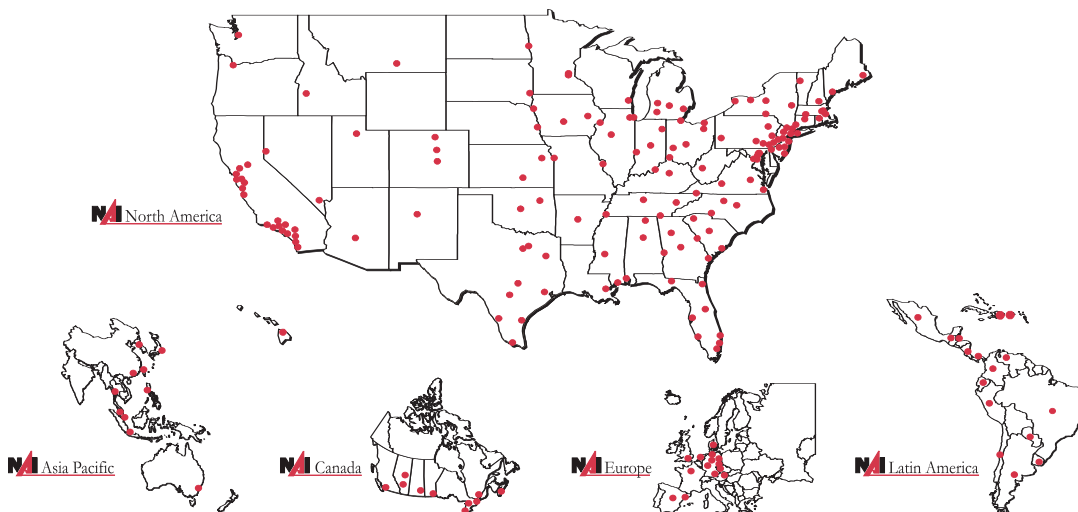 NAI North America
NAI Asia Pacific
NAI Canada
NAI Europe
NAI Latin America